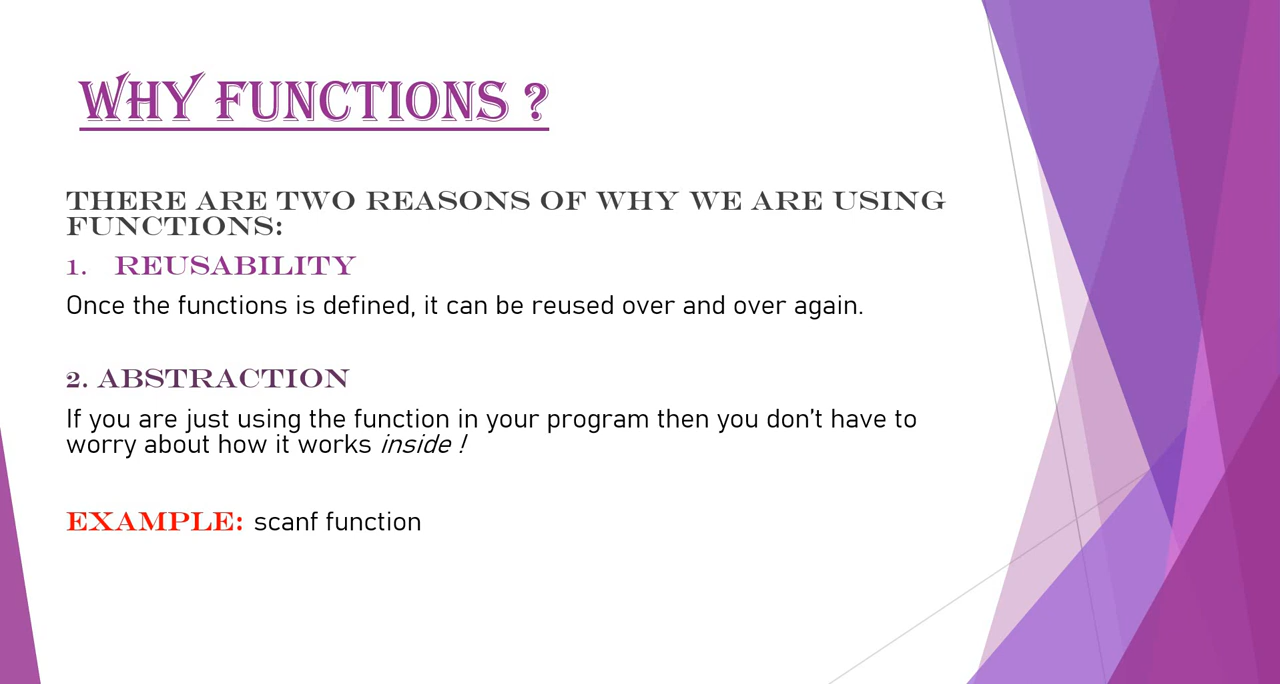 WHY FUNCTIONS ?
THERE ARE TWO REASONS OF WHY WE ARE USING
FUNCTIONS:
1. REUSABILITY
Once the functions is defined, it can be reused over and over again.
2. ABSTRACTION
If you are just using the function in your program then you don't have to
worry about how it works inside !
EXAMPLE: scanf function